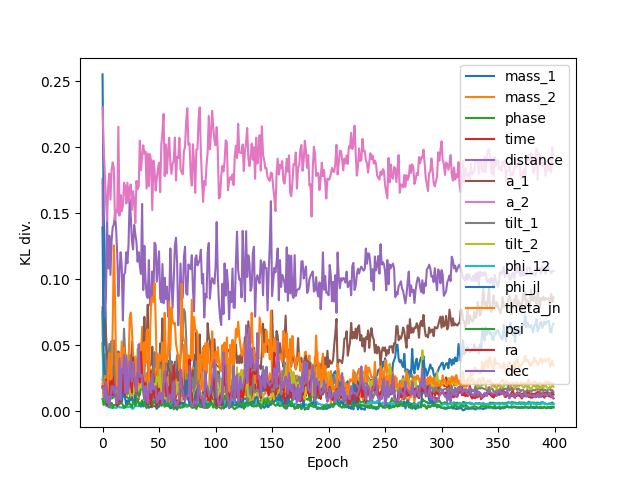 0.25
0.20
0.15
0.10
0.05
0.00
KL div.
0
50
100
150
200
250
300
350
400
Epoch
mass_1
mass_2
phase
time
distance
a_1
a_2
tilt_1
tilt_2
phi_12
phi_jl
theta_jn
psi
ra
dec